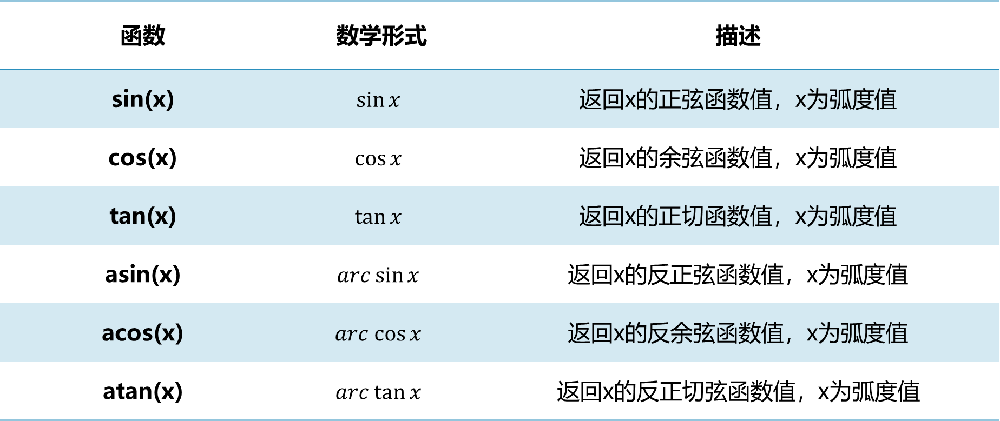 函数 数学形式 描述
sin(x) sin x 返回x的正弦函数值，x为弧度值
cos(x) cos x 返回x的余弦函数值，x为弧度值
tan(x) tan x 返回x的正切函数值，x为弧度值
asin(x) arc sin x 返回x的反正弦函数值，x为弧度值
acos(x) arc cos x 返回x的反余弦函数值，x为弧度值
atan(x) arc tan x 返回x的反正切弦函数值，x为弧度值